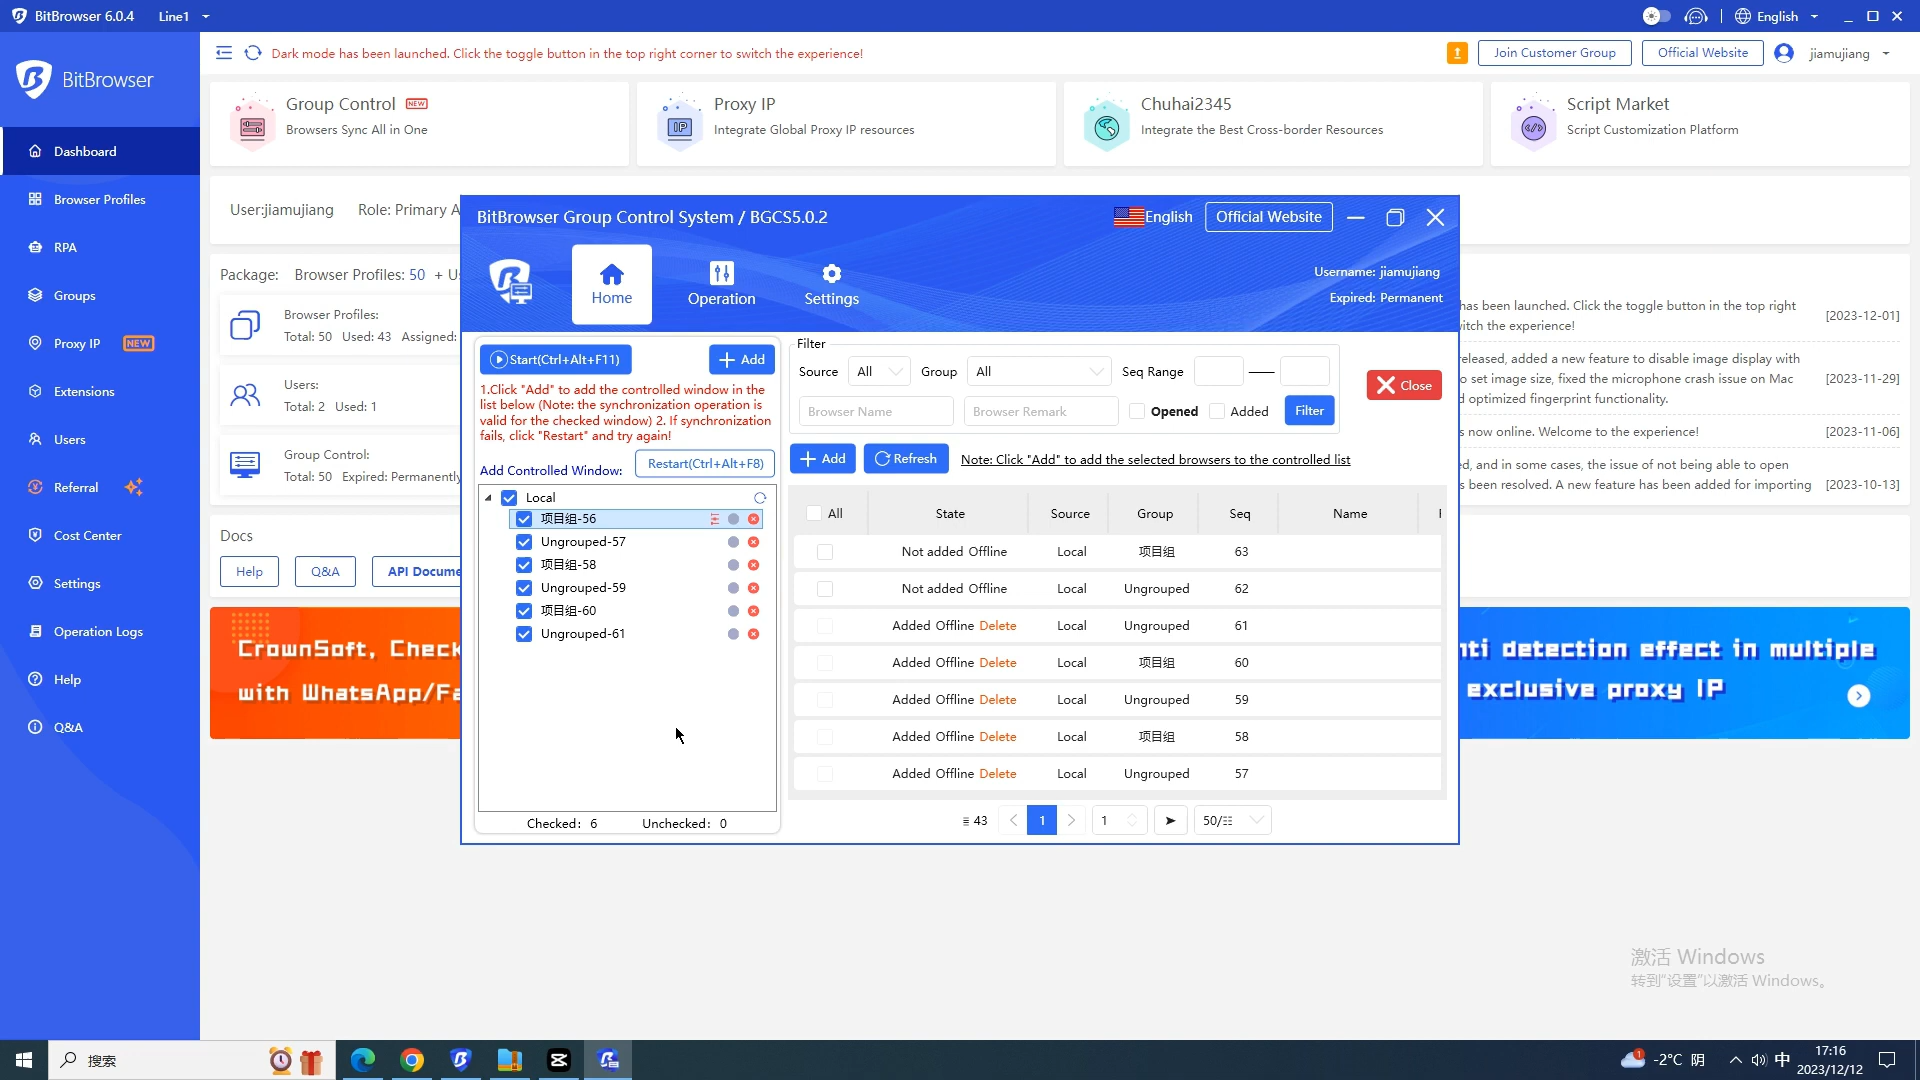 BitBrowser 6.0.4 Line1 English
BitBrowser
Dashboard
Browser Profiles
RPA
Groups
Proxy IP NEW
Extensions
Users
Referral
Cost Center
Settings
Operation Logs
Help
Q&A
Dark mode has been launched. Click the toggle button in the top right corner to switch the experience!
Join Customer Group Official Website jiamujiang
Group Control NEW
Browsers Sync All in One
Proxy IP
Integrate Global Proxy IP resources
IP
Chuhai2345
Integrate the Best Cross-border Resources
Script Market
Script Customization Platform
User:jiamujiang Role: Primary A
Package: Browser Profiles: 50 + Us
Browser Profiles:
Total: 50 Used: 43 Assigned:
Users:
Total: 2 Used: 1
Group Control:
Total: 50 Expired: Permanently
Docs
Help Q&A API Docume
CrownSoft, Check
with WhatsApp/Fa
BitBrowser Group Control System / BGCS5.0.2
English Official Website
Home
Operation
Settings
Username: jiamujiang
Expired: Permanent
Start(Ctrl+Alt+F11) Add
1.Click "Add" to add the controlled window in the
list below (Note: the synchronization operation is
valid for the checked window) 2. If synchronization
fails, click "Restart" and try again!
Add Controlled Window: Restart(Ctrl+Alt+F8)
Local
项目组-56
Ungrouped-57
项目组-58
Ungrouped-59
项目组-60
Ungrouped-61
Checked: 6 Unchecked: 0
Filter
Source All Group All Seq Range
Browser Name Browser Remark Opened Added Filter
Close
Add Refresh Note: Click "Add" to add the selected browsers to the controlled list
All State Source Group Seq Name
Not added Offline Local 项目组 63
Not added Offline Local Ungrouped 62
Added Offline Delete Local Ungrouped 61
Added Offline Delete Local 项目组 60
Added Offline Delete Local Ungrouped 59
Added Offline Delete Local 项目组 58
Added Offline Delete Local Ungrouped 57
43 1 1 50/
has been launched. Click the toggle button in the top right
witch the experience! [2023-12-01]
released, added a new feature to disable image display with
o set image size, fixed the microphone crash issue on Mac [2023-11-29]
d optimized fingerprint functionality.
s now online. Welcome to the experience! [2023-11-06]
ed, and in some cases, the issue of not being able to open
s been resolved. A new feature has been added for importing [2023-10-13]
nti detection effect in multiple
exclusive proxy IP
激活 Windows
转到"设置"以激活 Windows。
搜索
1 -2°C 阴 中 17:16
2023/12/12